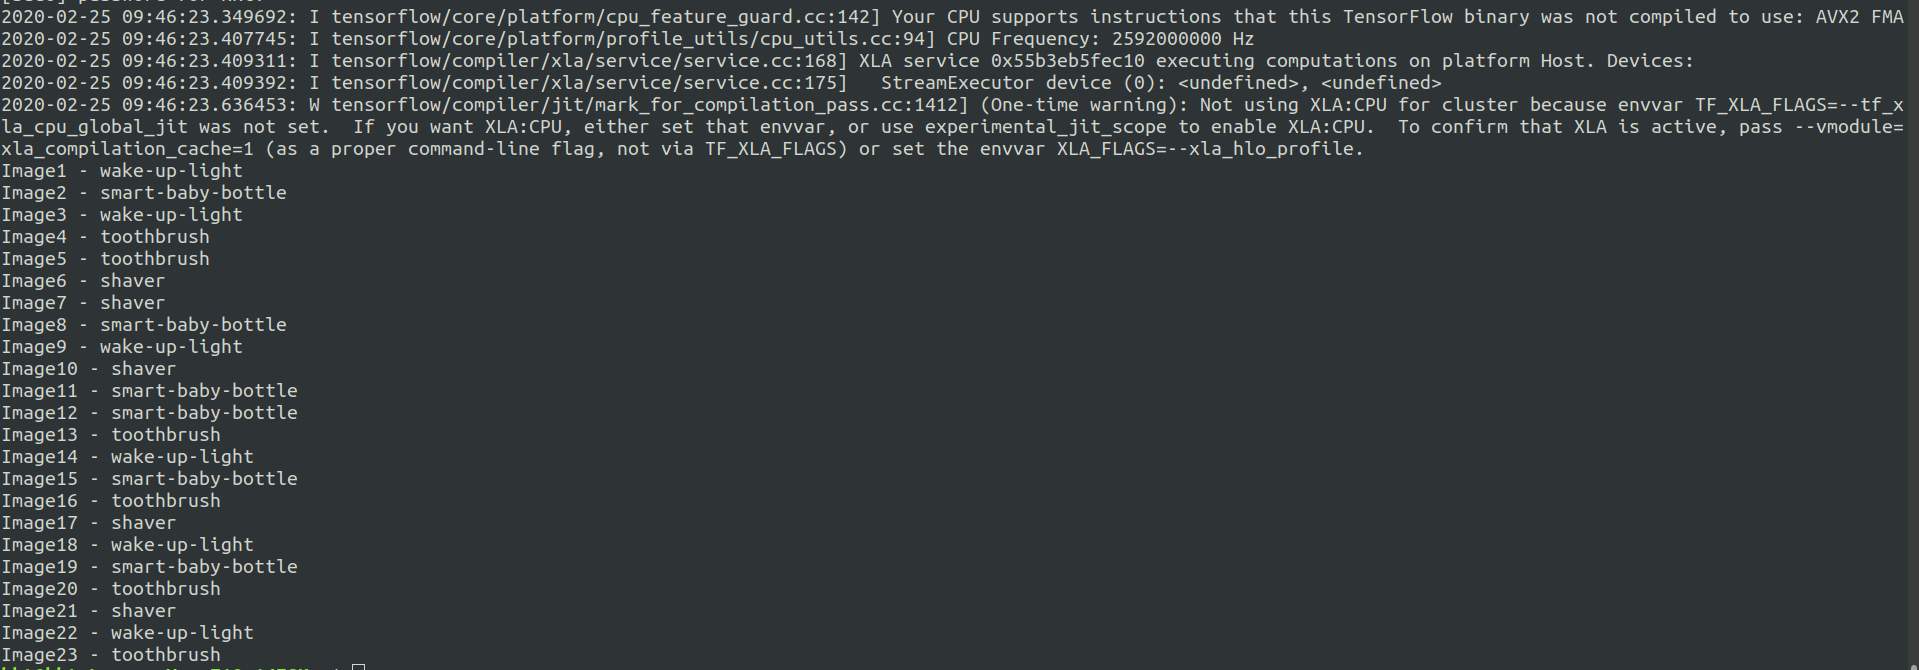 2020-02-25 09:46:23.349692: I tensorflow/core/platform/cpu_feature_guard.cc:142] Your CPU supports instructions that this TensorFlow binary was not compiled to use: AVX2 FMA
2020-02-25 09:46:23.407745: I tensorflow/core/platform/profile_utils/cpu_utils.cc:94] CPU Frequency: 2592000000 Hz
2020-02-25 09:46:23.409311: I tensorflow/compiler/xla/service/service.cc:168] XLA service 0x55b3eb5fec10 executing computations on platform Host. Devices:
2020-02-25 09:46:23.409392: I tensorflow/compiler/xla/service/service.cc:175]   StreamExecutor device (0): <undefined>, <undefined>
2020-02-25 09:46:23.636453: W tensorflow/compiler/jit/mark_for_compilation_pass.cc:1412] (One-time warning): Not using XLA:CPU for cluster because envvar TF_XLA_FLAGS=--tf_x
la_cpu_global_jit was not set.  If you want XLA:CPU, either set that envvar, or use experimental_jit_scope to enable XLA:CPU.  To confirm that XLA is active, pass --vmodule=
xla_compilation_cache=1 (as a proper command-line flag, not via TF_XLA_FLAGS) or set the envvar XLA_FLAGS=--xla_hlo_profile.
Image1 - wake-up-light
Image2 - smart-baby-bottle
Image3 - wake-up-light
Image4 - toothbrush
Image5 - toothbrush
Image6 - shaver
Image7 - shaver
Image8 - smart-baby-bottle
Image9 - wake-up-light
Image10 - shaver
Image11 - smart-baby-bottle
Image12 - smart-baby-bottle
Image13 - toothbrush
Image14 - wake-up-light
Image15 - smart-baby-bottle
Image16 - toothbrush
Image17 - shaver
Image18 - wake-up-light
Image19 - smart-baby-bottle
Image20 - toothbrush
Image21 - shaver
Image22 - wake-up-light
Image23 - toothbrush